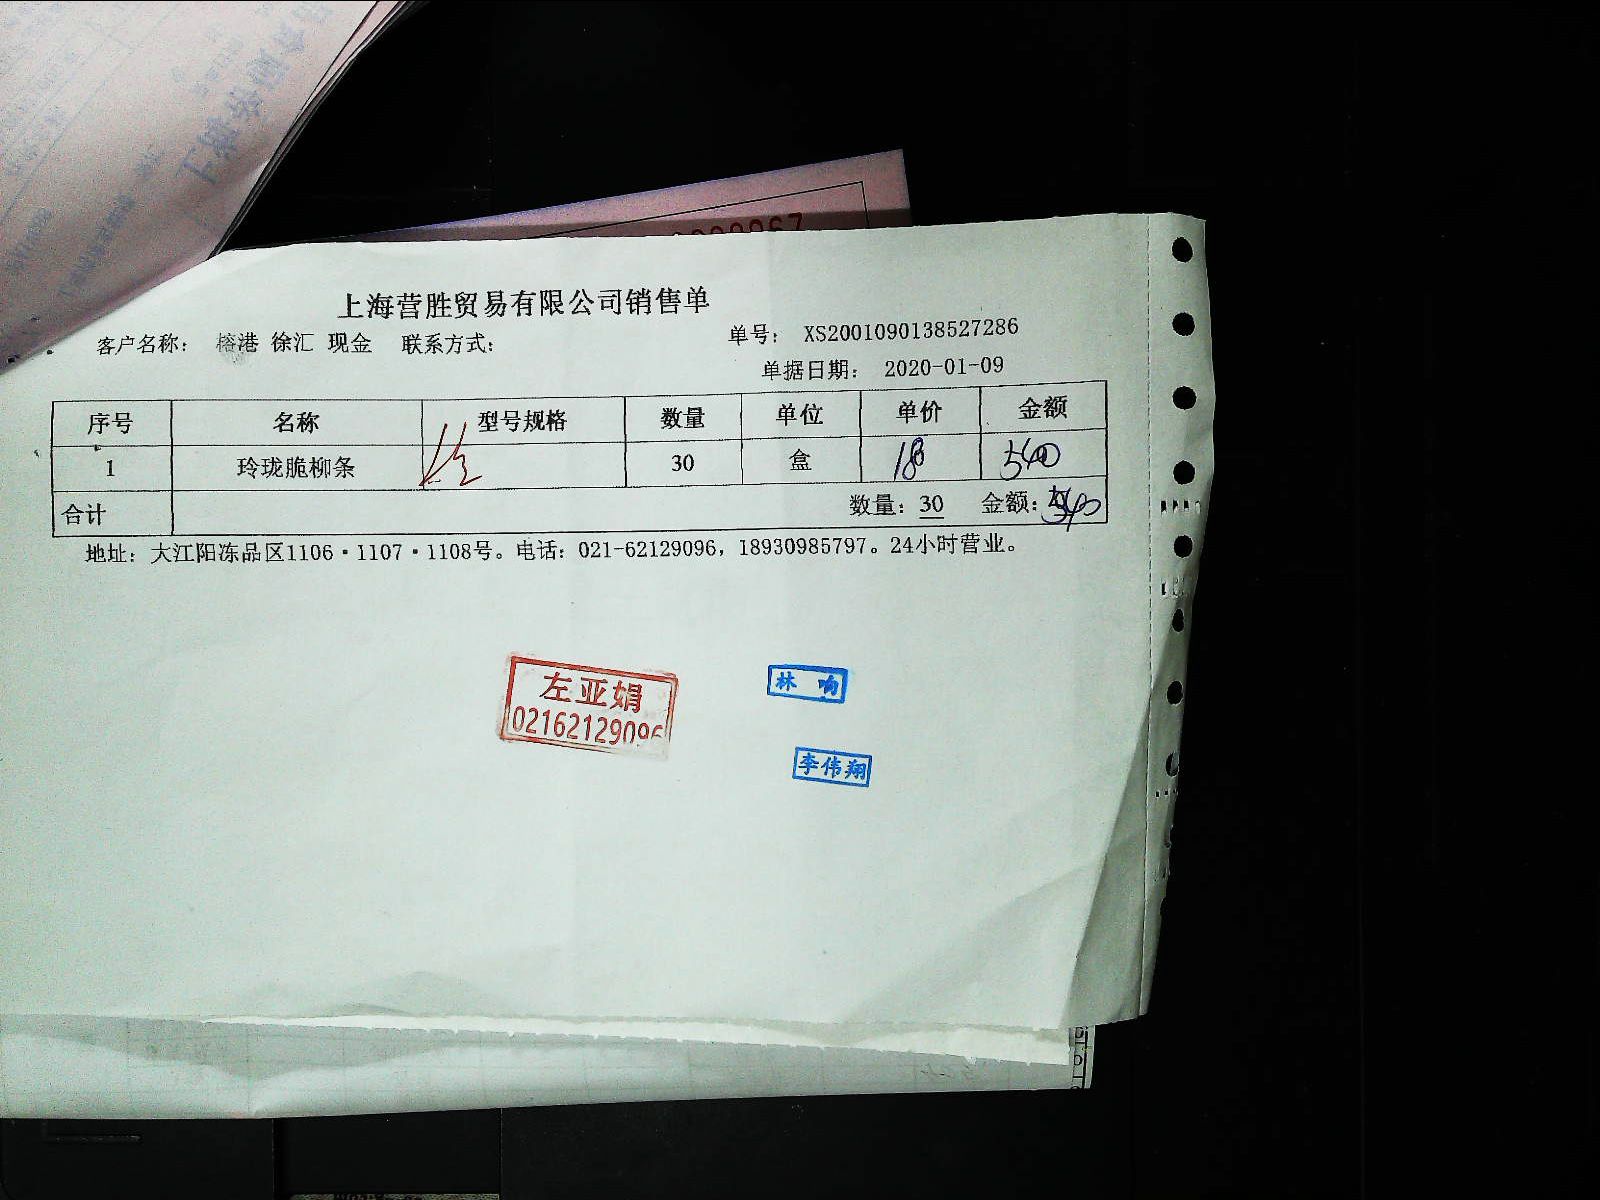 上海营胜贸易有限公司销售单
客户名称： 榕港 徐汇 现金 联系方式： 单号： XS2001090138527286
单据日期： 2020-01-09
序号 名称 型号规格 数量 单位 单价 金额
1 玲珑脆柳条 30 盒 18 540
合计 数量：30 金额：540
地址：大江阳冻品区1106·1107·1108号。电话：021-62129096，18930985797。24小时营业。
左亚娟
02162129096
林 响
李伟翔